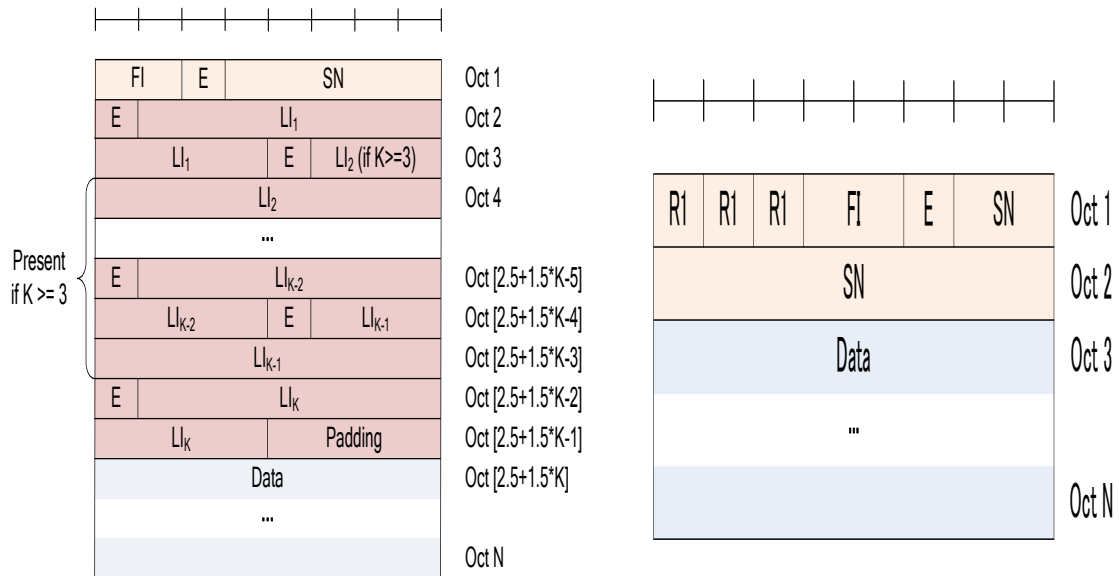 FI E SN Oct 1
E LI1 Oct 2
LI1 E LI2 (if K>=3) Oct 3
LI2 Oct 4
...
Present
if K >= 3
E LIK-2 Oct [2.5+1.5*K-5]
LIK-2 E LIK-1 Oct [2.5+1.5*K-4]
LIK-1 Oct [2.5+1.5*K-3]
E LIK Oct [2.5+1.5*K-2]
LIK Padding Oct [2.5+1.5*K-1]
Data Oct [2.5+1.5*K]
...
Oct N
R1 R1 R1 FI E SN Oct 1
SN Oct 2
Data Oct 3
...
Oct N